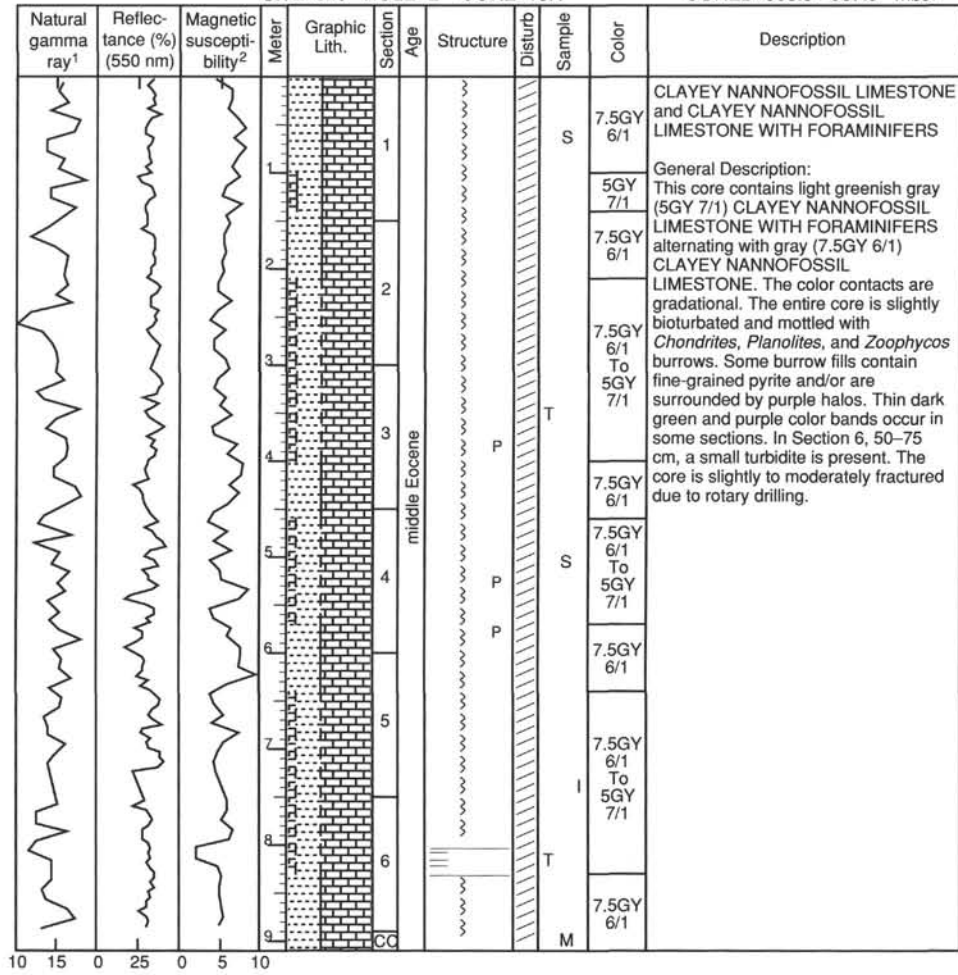 Natural gamma ray1
Reflec-tance (%) (550 nm)
Magnetic suscepti-bility2
Meter
Graphic Lith.
Section
Age
Structure
Disturb
Sample
Color
Description
1
2
3
4
5
6
7
8
9
1
2
3
4
5
6
CC
middle Eocene
P
P
P
S
T
S
I
T
M
7.5GY
6/1
5GY
7/1
7.5GY
6/1
7.5GY
6/1
To
5GY
7/1
7.5GY
6/1
7.5GY
6/1
To
5GY
7/1
7.5GY
6/1
7.5GY
6/1
To
5GY
7/1
7.5GY
6/1
CLAYEY NANNOFOSSIL LIMESTONE
and CLAYEY NANNOFOSSIL
LIMESTONE WITH FORAMINIFERS
General Description:
This core contains light greenish gray
(5GY 7/1) CLAYEY NANNOFOSSIL
LIMESTONE WITH FORAMINIFERS
alternating with gray (7.5GY 6/1)
CLAYEY NANNOFOSSIL
LIMESTONE. The color contacts are
gradational. The entire core is slightly
bioturbated and mottled with
Chondrites, Planolites, and Zoophycos
burrows. Some burrow fills contain
fine-grained pyrite and/or are
surrounded by purple halos. Thin dark
green and purple color bands occur in
some sections. In Section 6, 50–75
cm, a small turbidite is present. The
core is slightly to moderately fractured
due to rotary drilling.
10 15 0 25 0 5 10